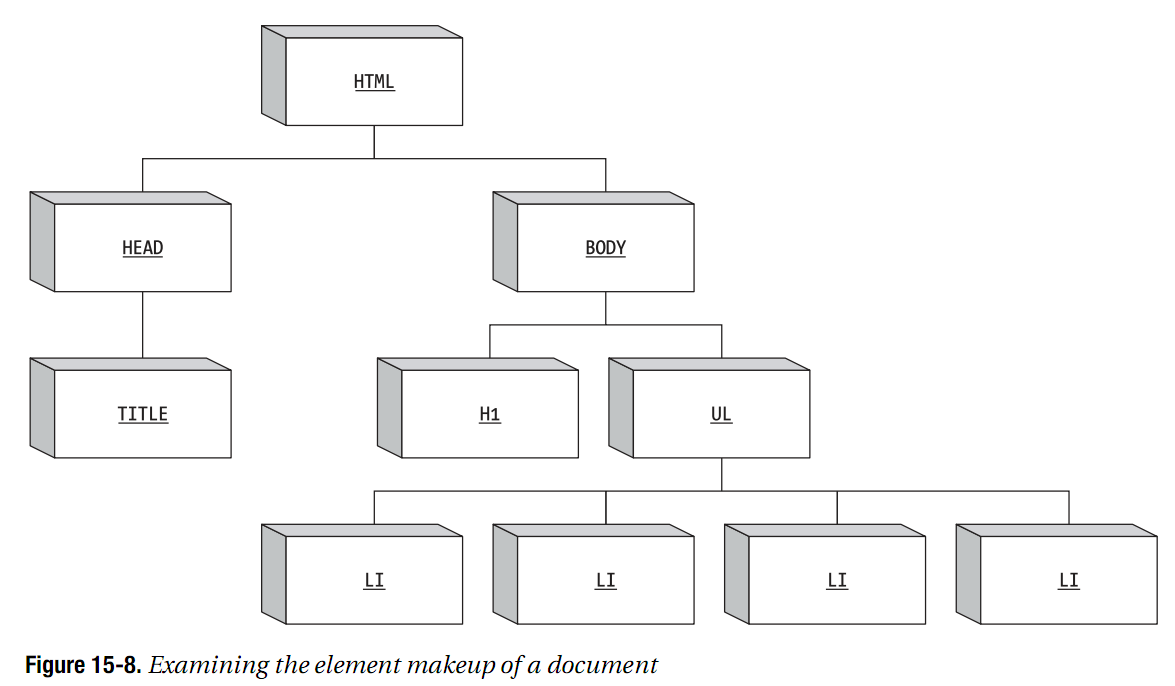 HTML
HEAD
BODY
TITLE
H1
UL
LI
LI
LI
LI
Figure 15-8. Examining the element makeup of a document